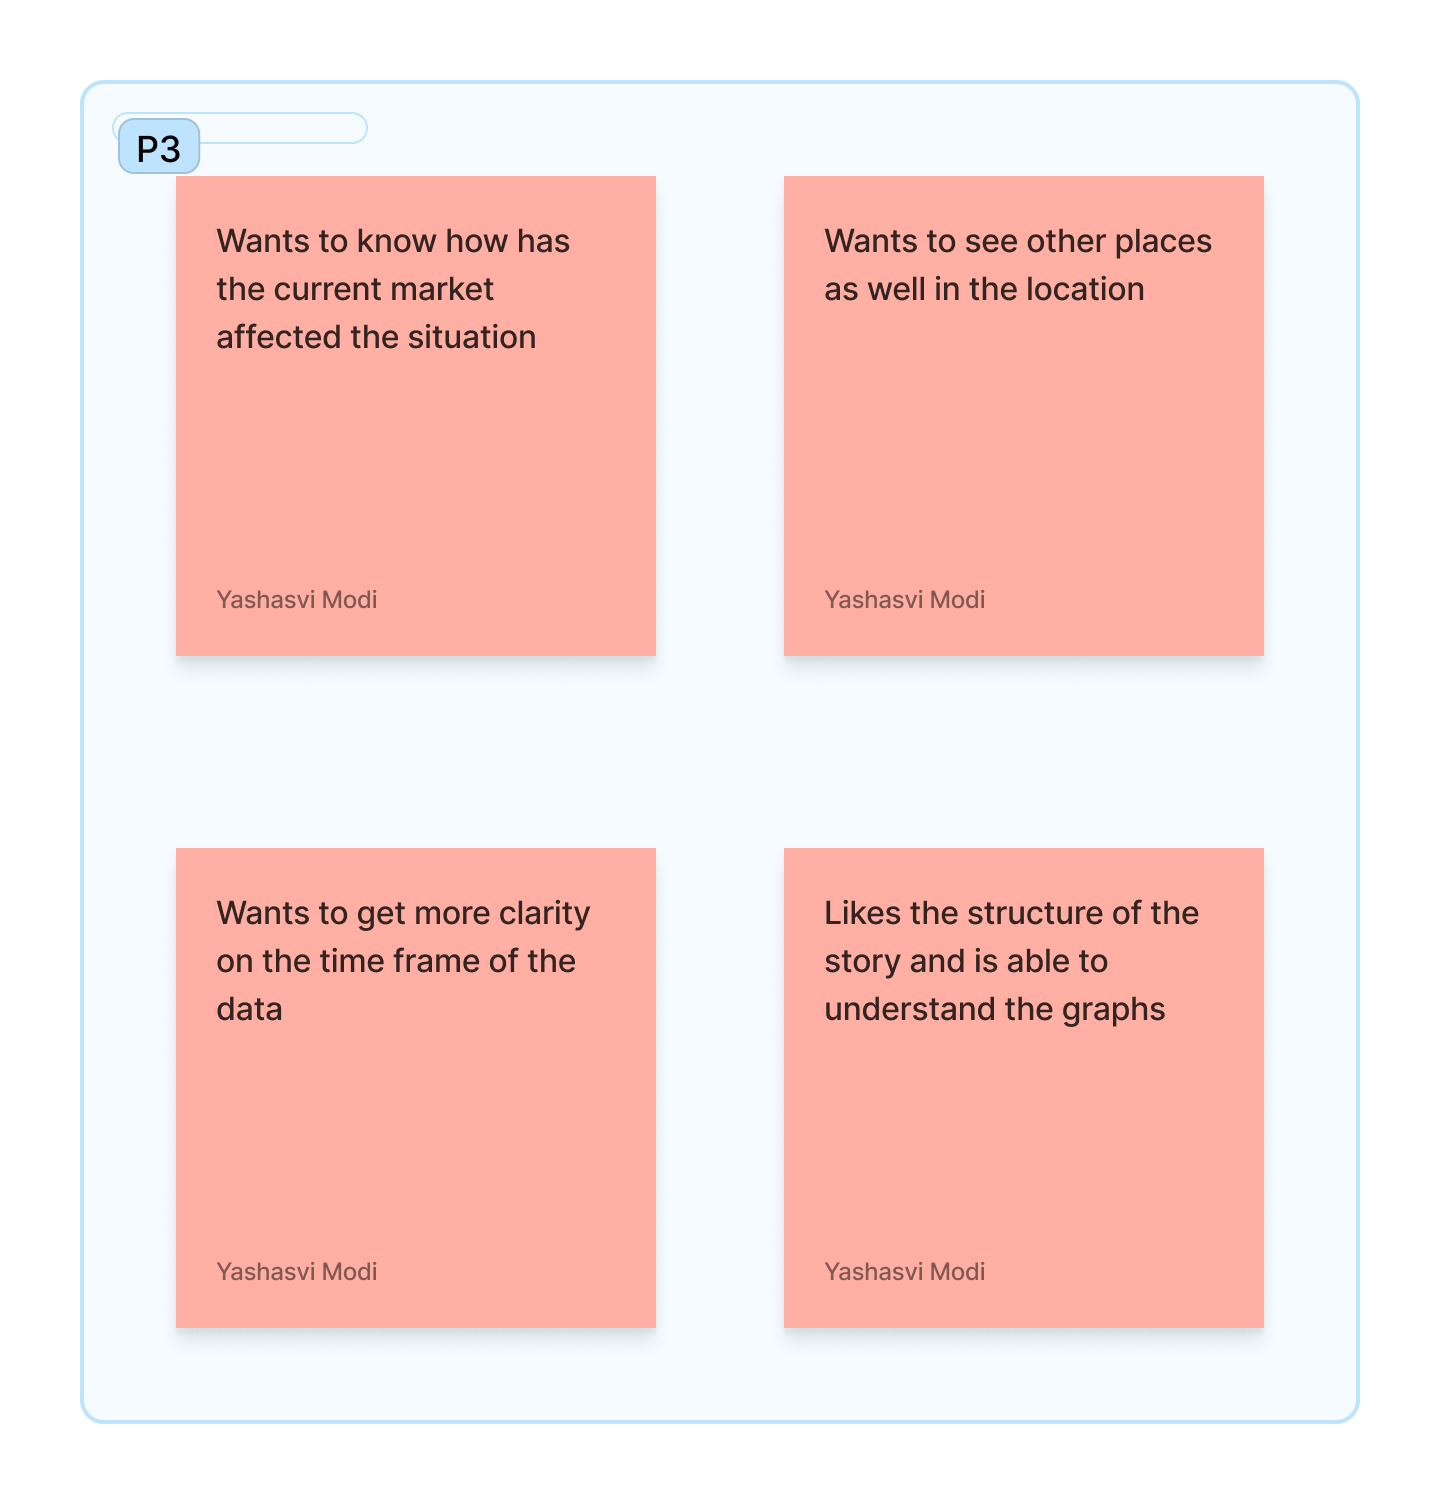 P3
Wants to know how has
the current market
affected the situation
Yashasvi Modi
Wants to see other places
as well in the location
Yashasvi Modi
Wants to get more clarity
on the time frame of the
data
Yashasvi Modi
Likes the structure of the
story and is able to
understand the graphs
Yashasvi Modi